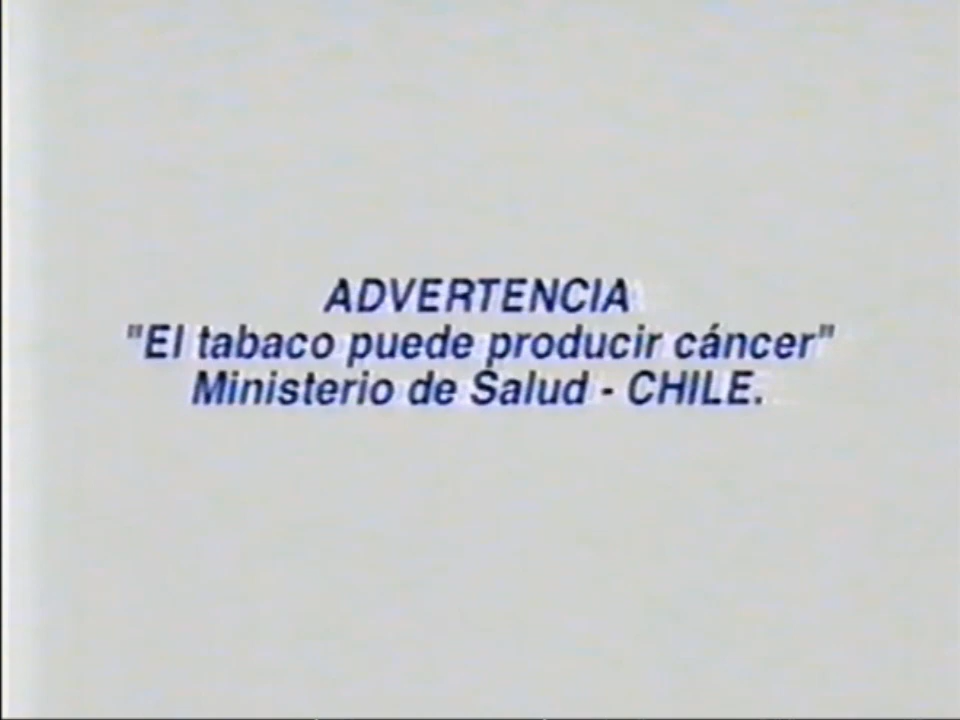 ADVERTENCIA
"El tabaco puede producir cáncer"
Ministerio de Salud - CHILE.